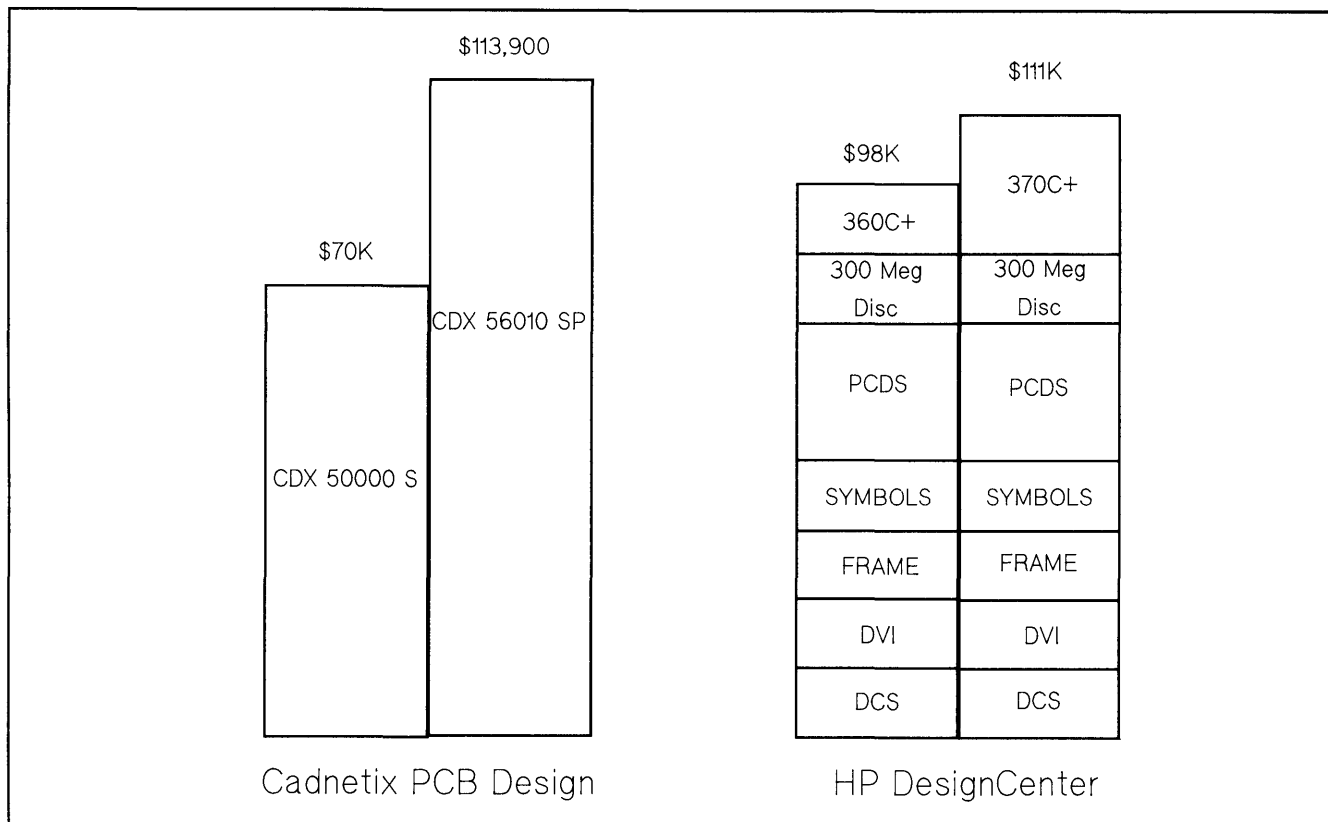 $113,900
$70K
CDX 56010 SP
CDX 50000 S
Cadnetix PCB Design
$98K
360C+
300 Meg
Disc
PCDS
SYMBOLS
FRAME
DVI
DCS
$111K
370C+
300 Meg
Disc
PCDS
SYMBOLS
FRAME
DVI
DCS
HP DesignCenter